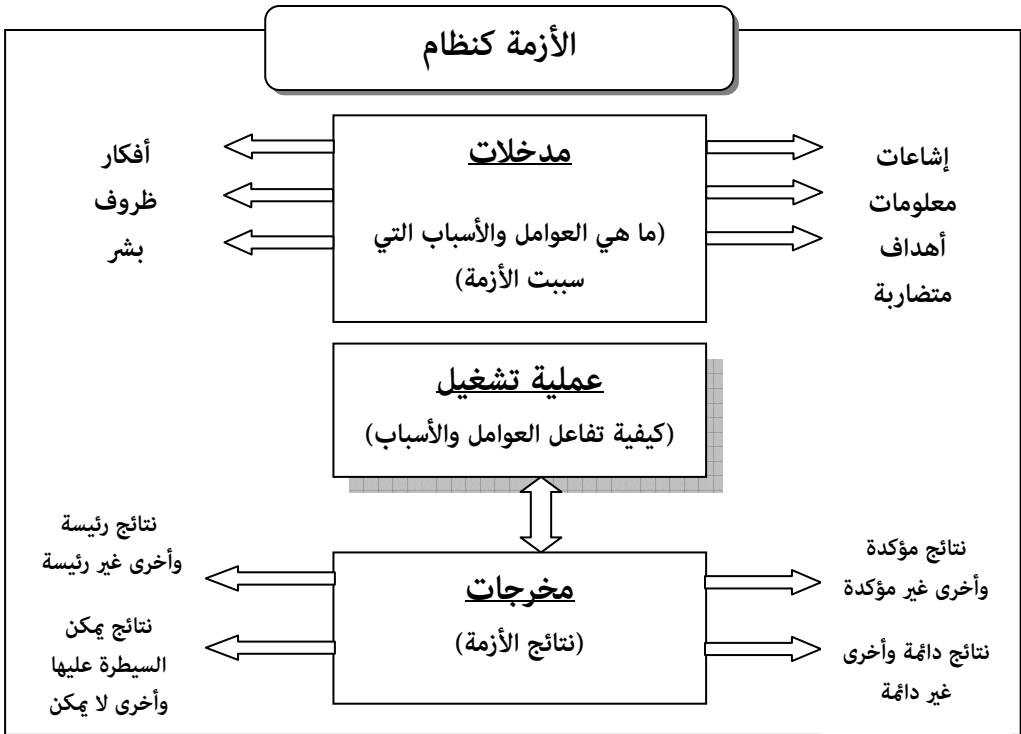 الأزمة كنظام
مدخلات
(ما هي العوامل والأسباب التي
سببت الأزمة)
إشاعات
معلومات
أهداف
متضاربة
أفكار
ظروف
بشر
عملية تشغيل
(كيفية تفاعل العوامل والأسباب)
مخرجات
(نتائج الأزمة)
نتائج مؤكدة
وأخرى غير مؤكدة
نتائج دائمة وأخرى
غير دائمة
نتائج رئيسة
وأخرى غير رئيسة
نتائج يمكن
السيطرة عليها
وأخرى لا يمكن